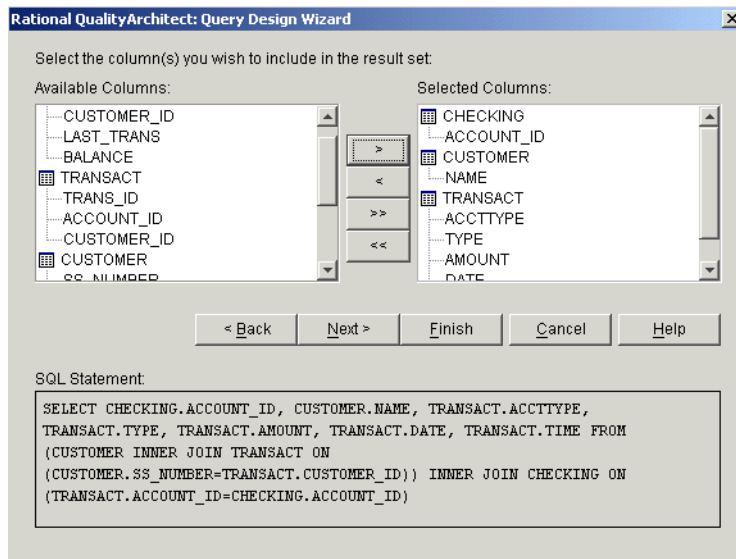 Rational QualityArchitect: Query Design Wizard
Select the column(s) you wish to include in the result set:
Available Columns:
CUSTOMER_ID
LAST_TRANS
BALANCE
TRANSACT
TRANS_ID
ACCOUNT_ID
CUSTOMER_ID
CUSTOMER
SS_NUMBER
>
<
>>
<<
Selected Columns:
CHECKING
ACCOUNT_ID
CUSTOMER
NAME
TRANSACT
ACCTTYPE
TYPE
AMOUNT
DATE
< Back
Next >
Finish
Cancel
Help
SQL Statement:
SELECT CHECKING.ACCOUNT_ID, CUSTOMER.NAME, TRANSACT.ACCTTYPE,
TRANSACT.TYPE, TRANSACT.AMOUNT, TRANSACT.DATE, TRANSACT.TIME FROM
(CUSTOMER INNER JOIN TRANSACT ON
(CUSTOMER.SS_NUMBER=TRANSACT.CUSTOMER_ID)) INNER JOIN CHECKING ON
(TRANSACT.ACCOUNT_ID=CHECKING.ACCOUNT_ID)